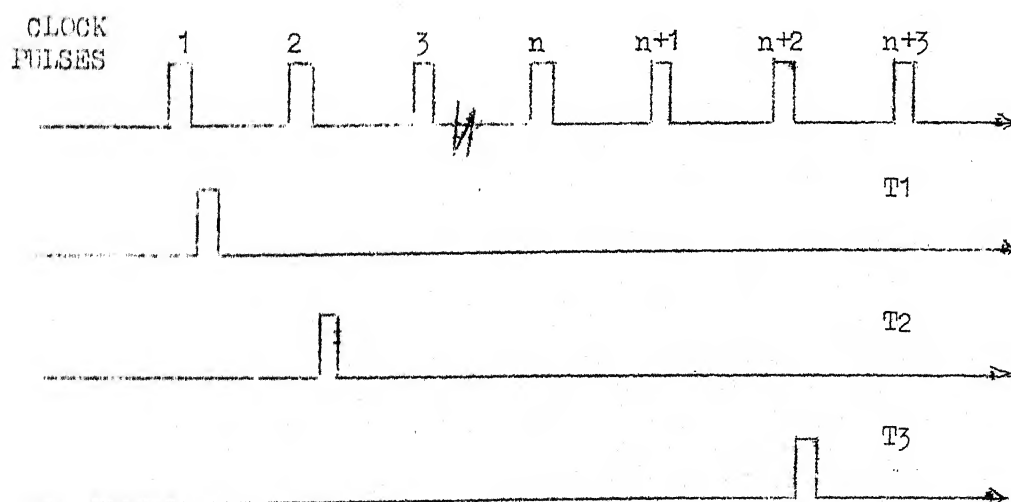 CLOCK
PULSES
1 2 3 n n+1 n+2 n+3
T1
T2
T3